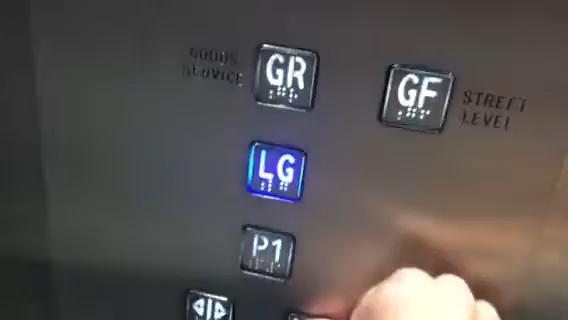 GOODS
SERVICE
GR
GF
STREET
LEVEL
LG
P1